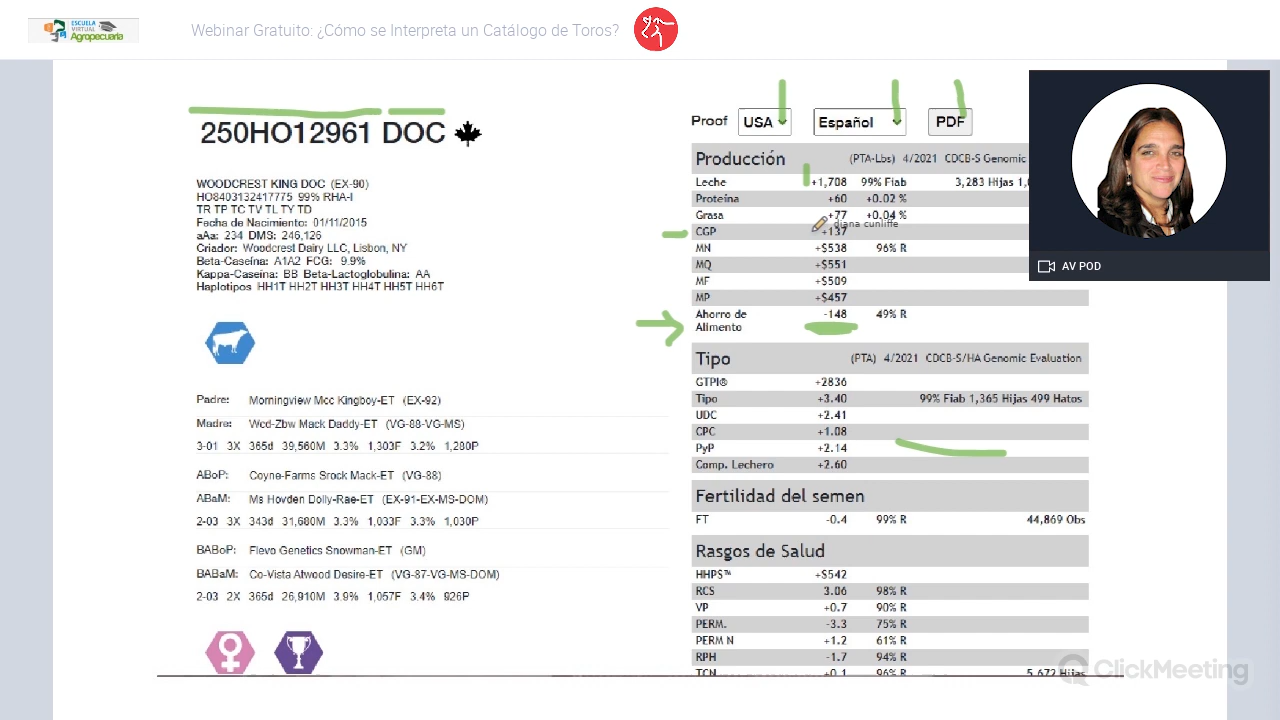 ESCUELA
VIRTUAL
Agropecuaria
Webinar Gratuito: ¿Cómo se Interpreta un Catálogo de Toros?
250HO12961 DOC
WOODCREST KING DOC (EX-90)
HO8403132417775 99% RHA-I
TR TP TC TV TL TY TD
Fecha de Nacimiento: 01/11/2015
aAa: 234 DMS: 246,126
Criador: Woodcrest Dairy LLC, Lisbon, NY
Beta-Caseína: A1A2 FCG: 9.9%
Kappa-Caseína: BB Beta-Lactoglobulina: AA
Haplotipos HH1T HH2T HH3T HH4T HH5T HH6T
Padre: Morningview Mcc Kingboy-ET (EX-92)
Madre: Wcd-Zbw Mack Daddy-ET (VG-88-VG-MS)
3-01 3X 365d 39,560M 3.3% 1,303F 3.2% 1,280P
ABoP: Coyne-Farms Srock Mack-ET (VG-88)
ABaM: Ms Hovden Dolly-Rae-ET (EX-91-EX-MS-DOM)
2-03 3X 343d 31,680M 3.3% 1,033F 3.3% 1,030P
BABoP: Flevo Genetics Snowman-ET (GM)
BABaM: Co-Vista Atwood Desire-ET (VG-87-VG-MS-DOM)
2-03 2X 365d 26,910M 3.9% 1,057F 3.4% 926P
Proof USA Español PDF
Producción (PTA-Lbs) 4/2021 CDCB-S Genomic
Leche +1,708 99% Fiab 3,283 Hijas
Proteína +60 +0.02 %
Grasa +77 +0.04 %
diana cunliffe
CGP +137
MN +$538 96% R
MQ +$551
MF +$509
MP +$457
Ahorro de -148 49% R
Alimento
Tipo (PTA) 4/2021 CDCB-S/HA Genomic Evaluation
GTPI® +2836
Tipo +3.40 99% Fiab 1,365 Hijas 499 Hatos
UDC +2.41
CPC +1.08
PyP +2.14
Comp. Lechero +2.60
Fertilidad del semen
FT -0.4 99% R 44,869 Obs
Rasgos de Salud
HHPS™ +$542
RCS 3.06 98% R
VP +0.7 90% R
PERM. -3.3 75% R
PERM N +1.2 61% R
RPH -1.7 94% R
TCN +0.1 96% R 5,672 Hijas
AV POD
ClickMeeting